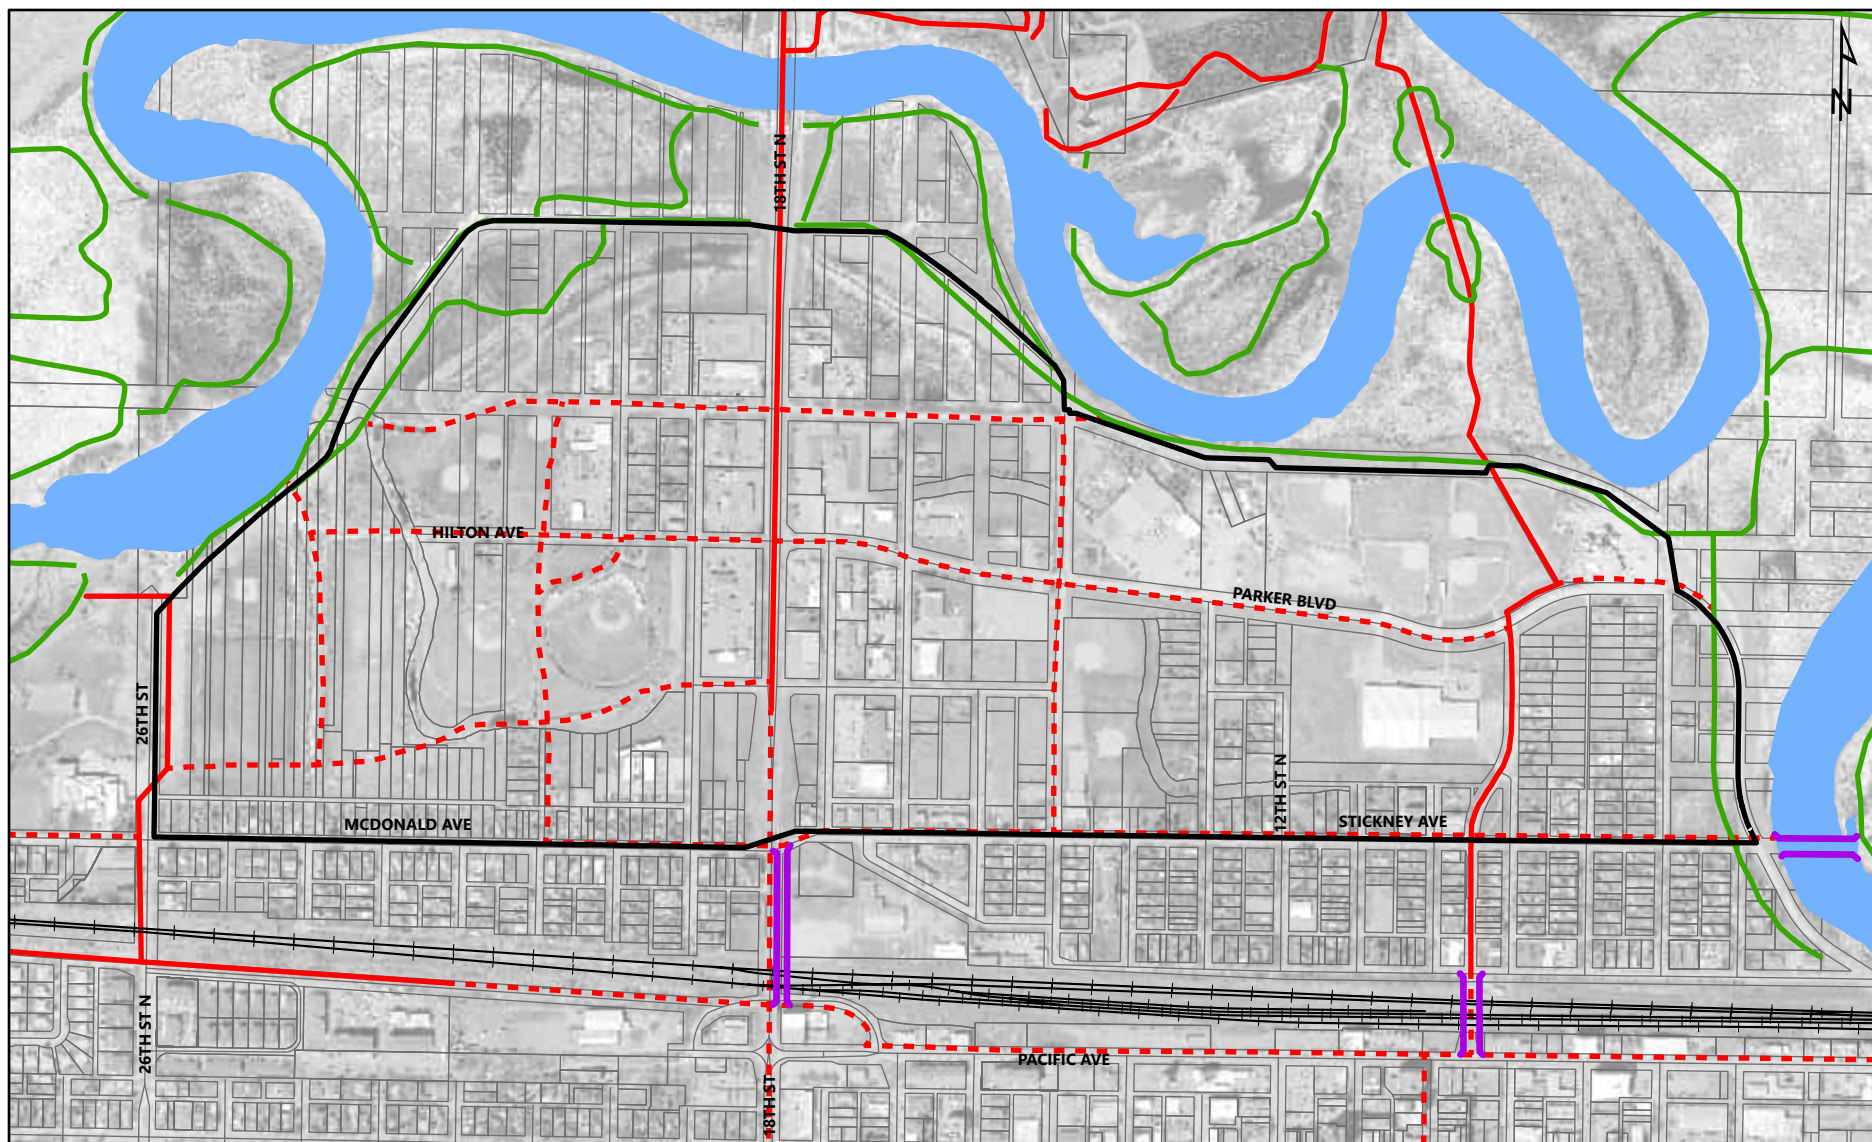 N
18TH ST N
HILTON AVE
PARKER BLVD
26TH ST
12TH ST N
MCDONALD AVE
STICKNEY AVE
26TH ST N
PACIFIC AVE
18TH ST